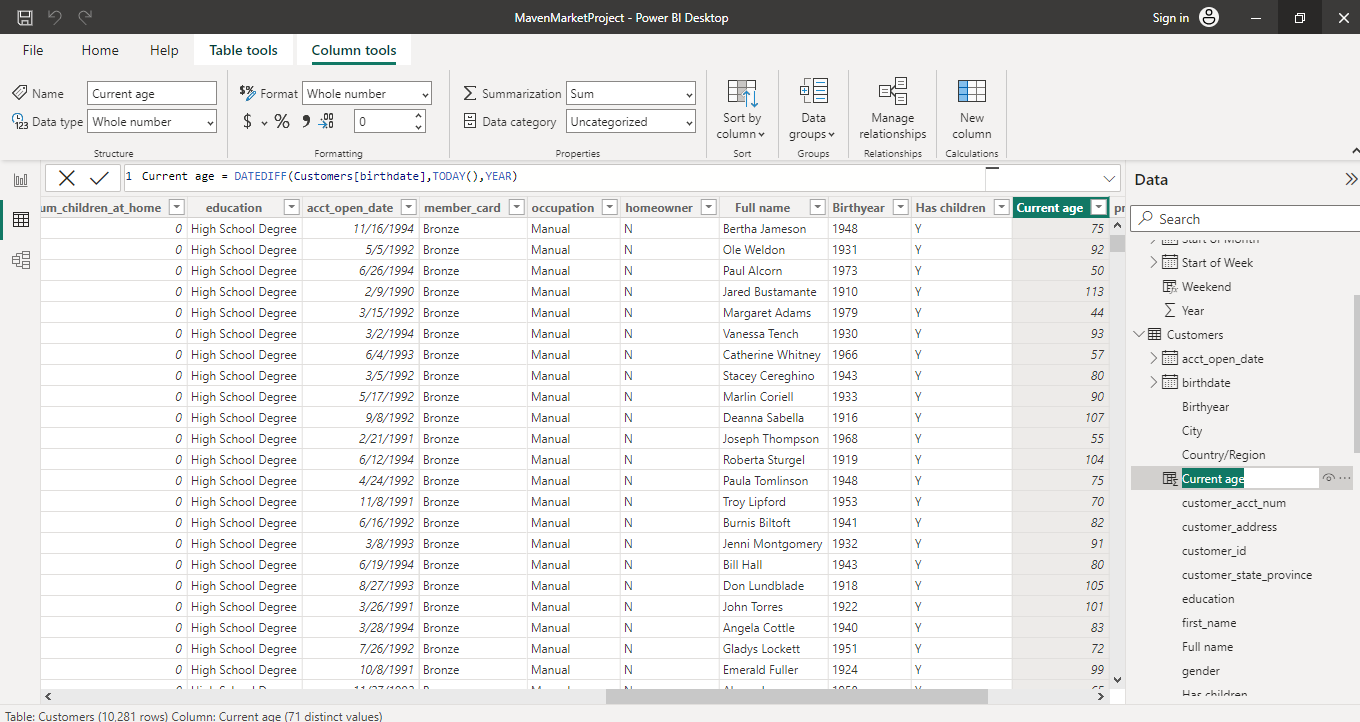 MavenMarketProject - Power BI Desktop
Sign in
File Home Help Table tools Column tools
Name Current age
Data type Whole number
Structure
$% Format Whole number
$ % 0
Formatting
Summarization Sum
Data category Uncategorized
Properties
Sort by
column
Sort
Data
groups
Groups
Manage
relationships
Relationships
New
column
Calculations
1 Current age = DATEDIFF(Customers[birthdate],TODAY(),YEAR)
um_children_at_home education acct_open_date member_card occupation homeowner Full name Birthyear Has children Current age pr
0 High School Degree 11/16/1994 Bronze Manual N Bertha Jameson 1948 Y 75
0 High School Degree 5/5/1992 Bronze Manual N Ole Weldon 1931 Y 92
0 High School Degree 6/26/1994 Bronze Manual N Paul Alcorn 1973 Y 50
0 High School Degree 2/9/1990 Bronze Manual N Jared Bustamante 1910 Y 113
0 High School Degree 3/15/1992 Bronze Manual N Margaret Adams 1979 Y 44
0 High School Degree 3/2/1994 Bronze Manual N Vanessa Tench 1930 Y 93
0 High School Degree 6/4/1993 Bronze Manual N Catherine Whitney 1966 Y 57
0 High School Degree 3/5/1992 Bronze Manual N Stacey Cereghino 1943 Y 80
0 High School Degree 5/17/1992 Bronze Manual N Marlin Coriell 1933 Y 90
0 High School Degree 9/8/1992 Bronze Manual N Deanna Sabella 1916 Y 107
0 High School Degree 2/21/1991 Bronze Manual N Joseph Thompson 1968 Y 55
0 High School Degree 6/12/1994 Bronze Manual N Roberta Sturgel 1919 Y 104
0 High School Degree 4/24/1992 Bronze Manual N Paula Tomlinson 1948 Y 75
0 High School Degree 11/8/1991 Bronze Manual N Troy Lipford 1953 Y 70
0 High School Degree 6/16/1992 Bronze Manual N Burnis Biltoft 1941 Y 82
0 High School Degree 3/8/1993 Bronze Manual N Jenni Montgomery 1932 Y 91
0 High School Degree 6/19/1994 Bronze Manual N Bill Hall 1943 Y 80
0 High School Degree 8/27/1993 Bronze Manual N Don Lundblade 1918 Y 105
0 High School Degree 3/26/1991 Bronze Manual N John Torres 1922 Y 101
0 High School Degree 3/28/1994 Bronze Manual N Angela Cottle 1940 Y 83
0 High School Degree 7/26/1992 Bronze Manual N Gladys Lockett 1951 Y 72
0 High School Degree 10/8/1991 Bronze Manual N Emerald Fuller 1924 Y 99
Data
Search
Start of Month
Start of Week
Weekend
Year
Customers
acct_open_date
birthdate
Birthyear
City
Country/Region
Current age
customer_acct_num
customer_address
customer_id
customer_state_province
education
first_name
Full name
gender
Has children
Table: Customers (10,281 rows) Column: Current age (71 distinct values)